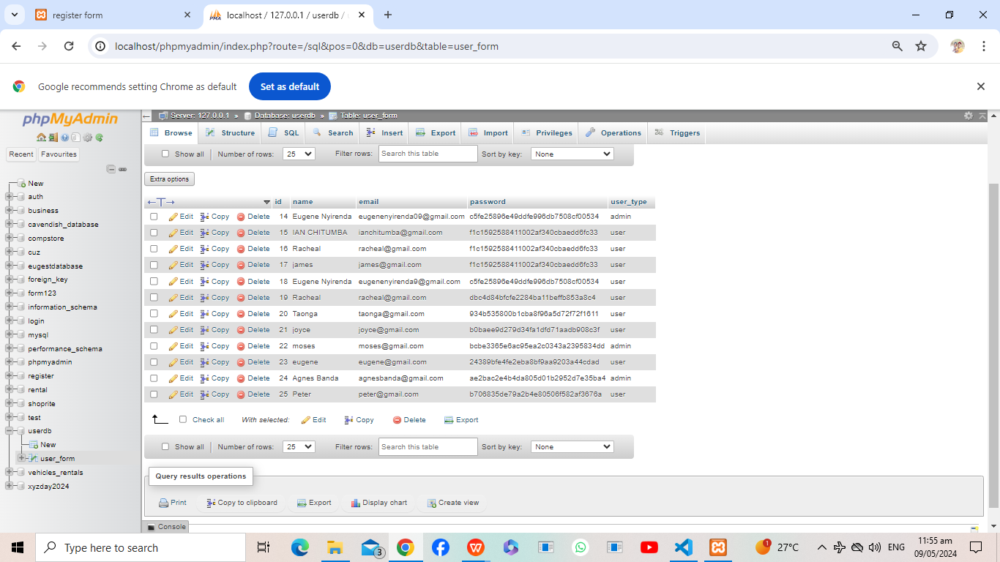 register form
localhost / 127.0.0.1 / userdb /
localhost/phpmyadmin/index.php?route=/sql&pos=0&db=userdb&table=user_form
Google recommends setting Chrome as default
Set as default
phpMyAdmin
Recent Favourites
New
auth
business
cavendish_database
compstore
cuz
eugestdatabase
foreign_key
form123
information_schema
login
mysql
performance_schema
phpmyadmin
register
rental
shoprite
test
userdb
New
user_form
vehicles_rentals
xyzday2024
Server: 127.0.0.1 » Database: userdb » Table: user_form
Browse Structure SQL Search Insert Export Import Privileges Operations Triggers
Show all Number of rows: 25 Filter rows: Search this table Sort by key: None
Extra options
id name email password user_type
Edit Copy Delete 14 Eugene Nyirenda eugenenyirenda09@gmail.com c5fe25896e49ddfe996db7508cf00534 admin
Edit Copy Delete 15 IAN CHITUMBA ianchitumba@gmail.com f1c1592588411002af340cbaedd6fc33 user
Edit Copy Delete 16 Racheal racheal@gmail.com f1c1592588411002af340cbaedd6fc33 user
Edit Copy Delete 17 james james@gmail.com f1c1592588411002af340cbaedd6fc33 user
Edit Copy Delete 18 Eugene Nyirenda eugenenyirenda9@gmail.com c5fe25896e49ddfe996db7508cf00534 user
Edit Copy Delete 19 Racheal racheal@gmail.com dbc4d84bfcfe2284ba11beffb853a8c4 user
Edit Copy Delete 20 Taonga taonga@gmail.com 934b535800b1cba8f96a5d72f72f1611 user
Edit Copy Delete 21 joyce joyce@gmail.com b0baee9d279d34fa1dfd71aadb908c3f user
Edit Copy Delete 22 moses moses@gmail.com bcbe3365e6ac95ea2c0343a2395834dd admin
Edit Copy Delete 23 eugene eugene@gmail.com 24389bfe4fe2eba8bf9aa9203a44cdad user
Edit Copy Delete 24 Agnes Banda agnesbanda@gmail.com ae2bac2e4b4da805d01b2952d7e35ba4 admin
Edit Copy Delete 25 Peter peter@gmail.com b706835de79a2b4e80506f582af3676a user
Check all With selected: Edit Copy Delete Export
Show all Number of rows: 25 Filter rows: Search this table Sort by key: None
Query results operations
Print Copy to clipboard Export Display chart Create view
Console
Type here to search
3
1
27°C
ENG
11:55 am
09/05/2024